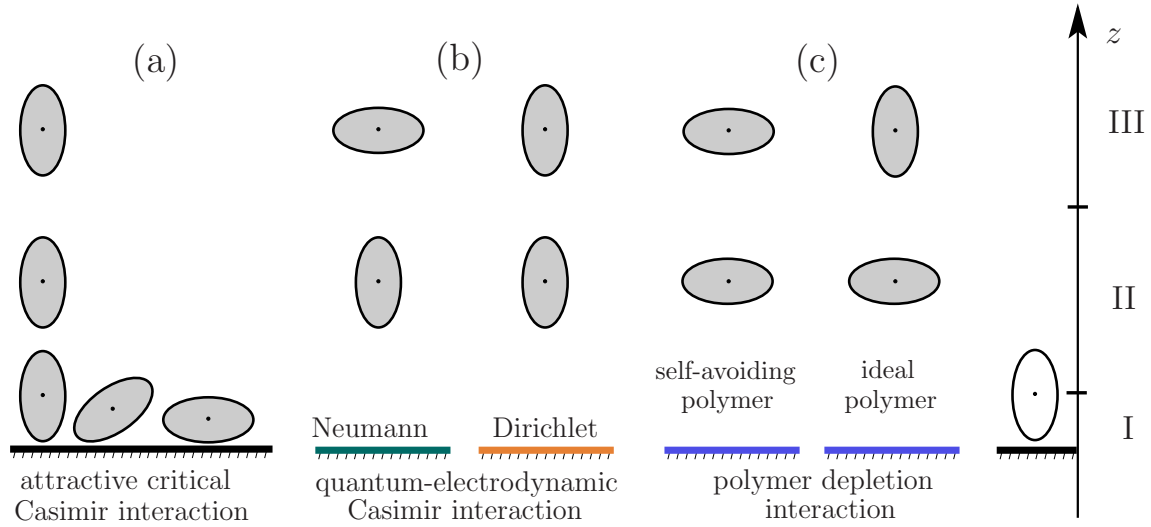 (a)
(b)
(c)
z
III
II
I
self-avoiding
polymer
ideal
polymer
Neumann
Dirichlet
attractive critical
Casimir interaction
quantum-electrodynamic
Casimir interaction
polymer depletion
interaction